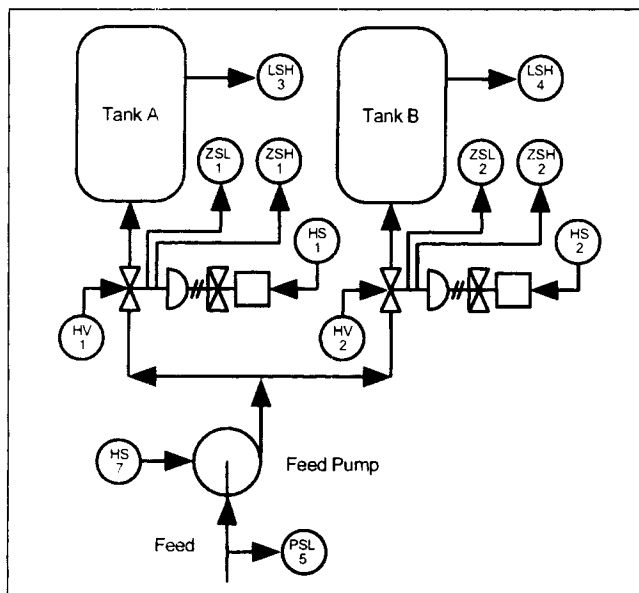 Tank A
LSH
3
Tank B
LSH
4
ZSL
1
ZSH
1
ZSL
2
ZSH
2
HS
1
HS
2
HV
1
HV
2
HS
7
Feed Pump
Feed
PSL
5